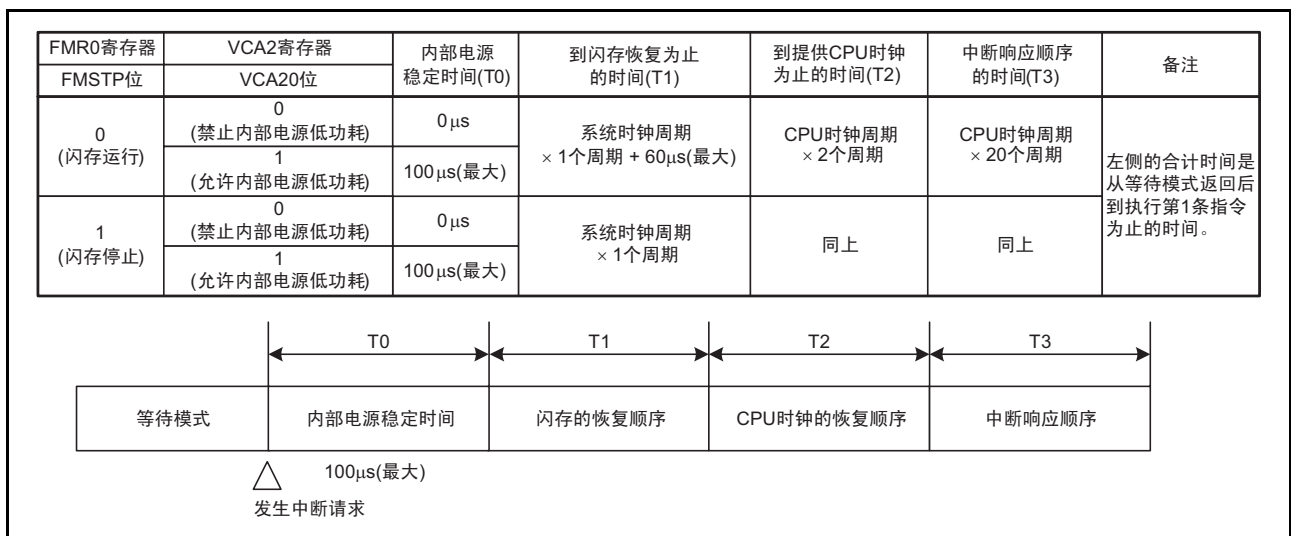 FMR0寄存器
FMSTP位
VCA2寄存器
VCA20位
内部电源
稳定时间(T0)
到闪存恢复为止
的时间(T1)
到提供CPU时钟
为止的时间(T2)
中断响应顺序
的时间(T3)
备注
0
(闪存运行)
0
(禁止内部电源低功耗)
0μs
1
(允许内部电源低功耗)
100μs(最大)
系统时钟周期
× 1个周期 + 60μs(最大)
CPU时钟周期
× 2个周期
CPU时钟周期
× 20个周期
左侧的合计时间是
从等待模式返回后
到执行第1条指令
为止的时间。
1
(闪存停止)
0
(禁止内部电源低功耗)
0μs
1
(允许内部电源低功耗)
100μs(最大)
系统时钟周期
× 1个周期
同上
同上
T0
T1
T2
T3
等待模式
内部电源稳定时间
闪存的恢复顺序
CPU时钟的恢复顺序
中断响应顺序
100μs(最大)
发生中断请求